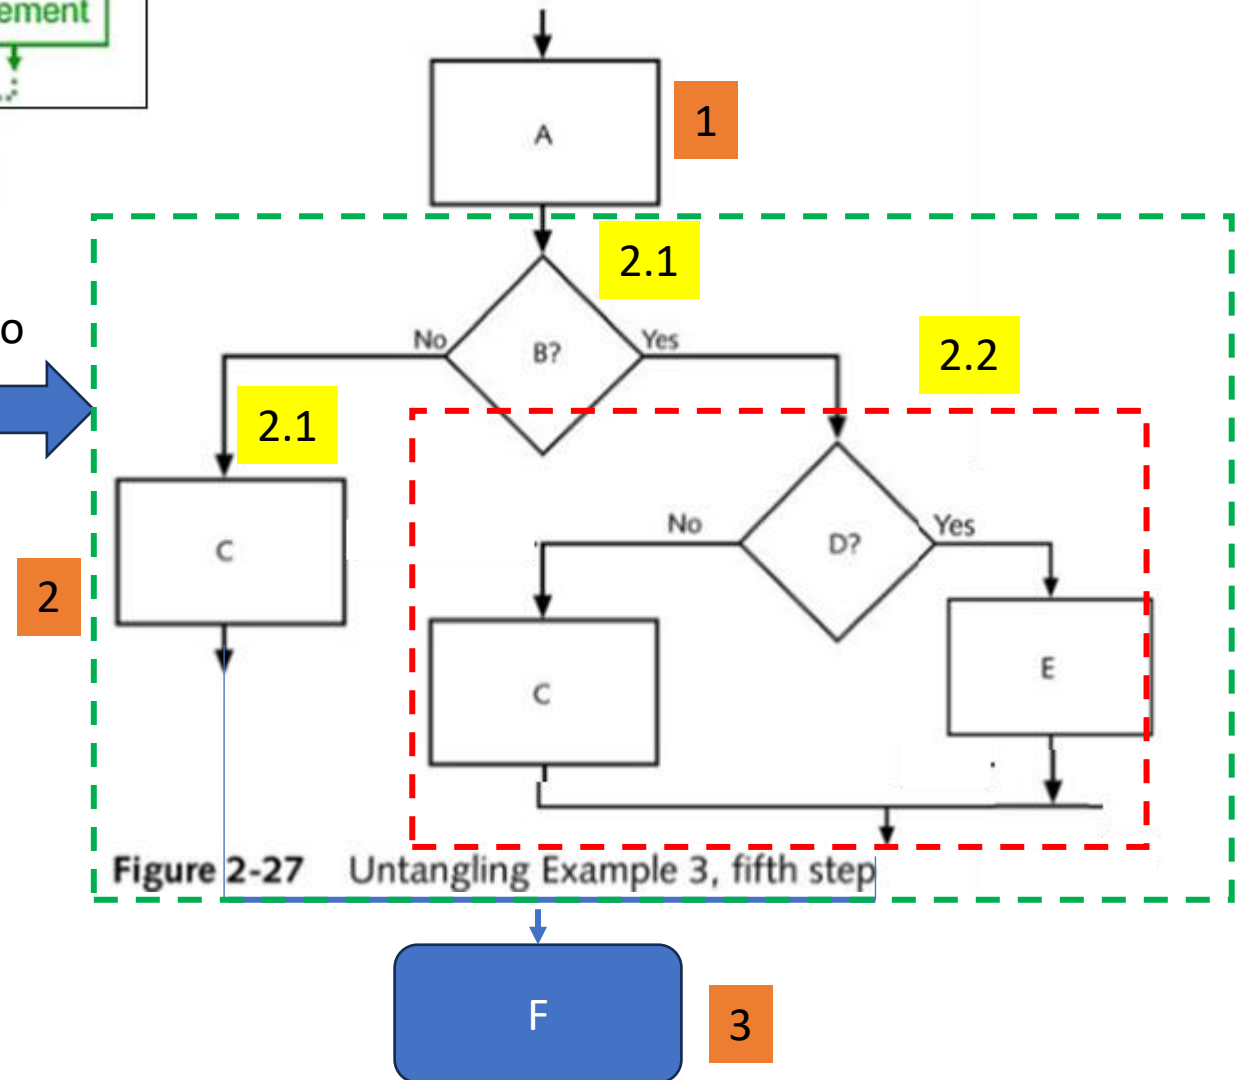 ement
A
1
2.1
B?
No
Yes
2.2
o
2.1
C
2
No
D?
Yes
C
E
Figure 2-27 Untangling Example 3, fifth step
F
3